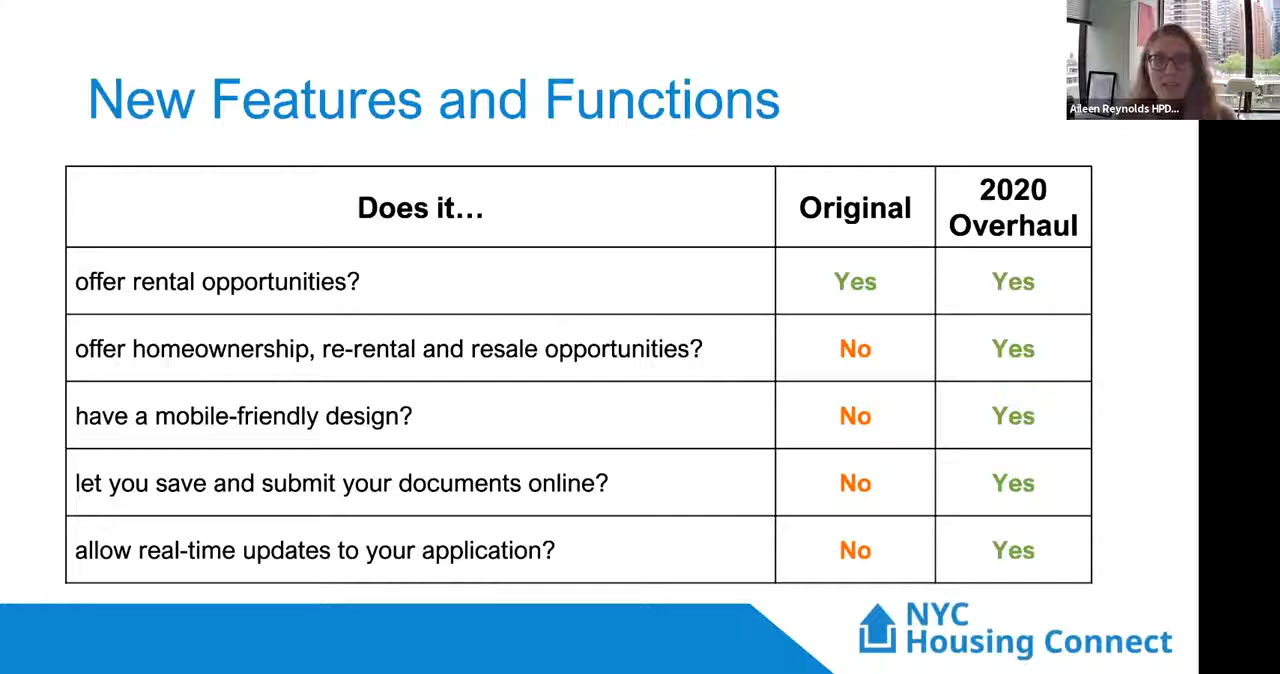 New Features and Functions
Aileen Reynolds HPD...
Does it… Original 2020 Overhaul
offer rental opportunities? Yes Yes
offer homeownership, re-rental and resale opportunities? No Yes
have a mobile-friendly design? No Yes
let you save and submit your documents online? No Yes
allow real-time updates to your application? No Yes
NYC
Housing Connect